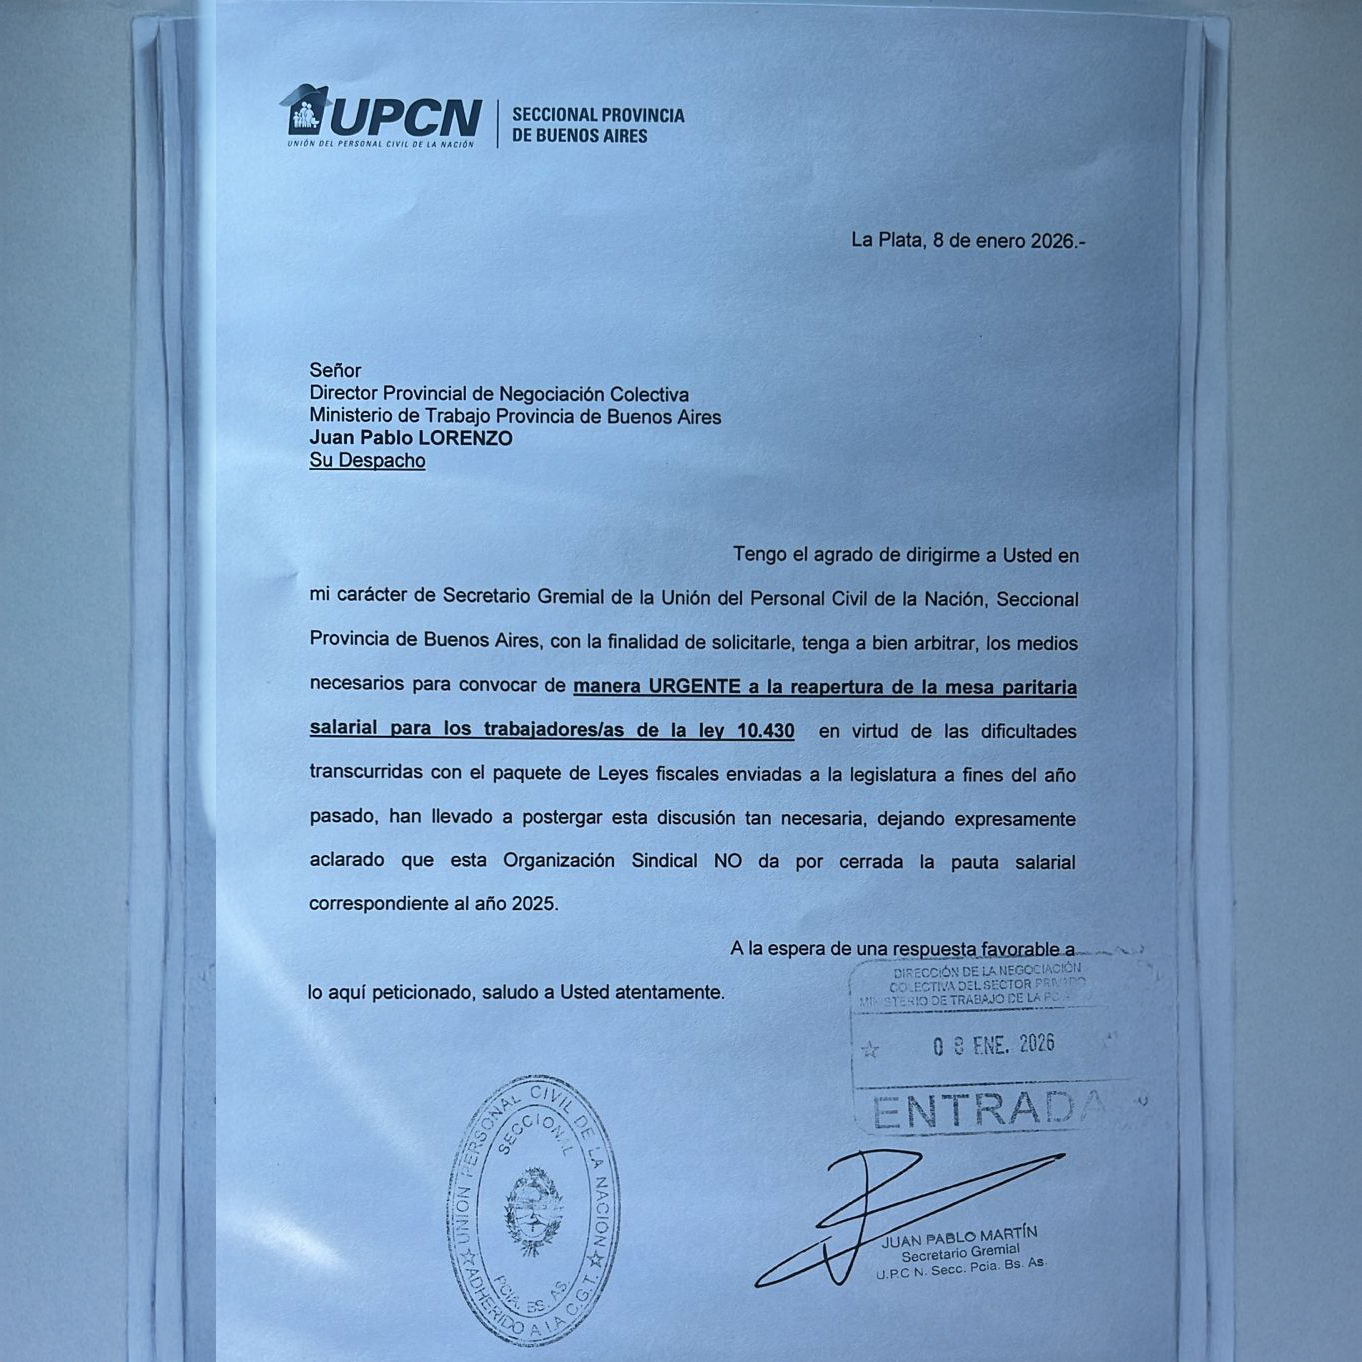 UPCN
UNIÓN DEL PERSONAL CIVIL DE LA NACIÓN
SECCIONAL PROVINCIA
DE BUENOS AIRES
La Plata, 8 de enero 2026.-
Señor
Director Provincial de Negociación Colectiva
Ministerio de Trabajo Provincia de Buenos Aires
Juan Pablo LORENZO
Su Despacho
Tengo el agrado de dirigirme a Usted en
mi carácter de Secretario Gremial de la Unión del Personal Civil de la Nación, Seccional
Provincia de Buenos Aires, con la finalidad de solicitarle, tenga a bien arbitrar, los medios
necesarios para convocar de manera URGENTE a la reapertura de la mesa paritaria
salarial para los trabajadores/as de la ley 10.430 en virtud de las dificultades
transcurridas con el paquete de Leyes fiscales enviadas a la legislatura a fines del año
pasado, han llevado a postergar esta discusión tan necesaria, dejando expresamente
aclarado que esta Organización Sindical NO da por cerrada la pauta salarial
correspondiente al año 2025.
A la espera de una respuesta favorable a
lo aquí peticionado, saludo a Usted atentamente.
DIRECCIÓN DE LA NEGOCIACIÓN
COLECTIVA DEL SECTOR PRIVADO
MINISTERIO DE TRABAJO DE LA
08 ENE. 2026
ENTRADA
UNION PERSONAL CIVIL DE LA NACION
SECCIONAL
PCIA. BS. AS.
ADHERIDO A LA C.G.T.
JUAN PABLO MARTÍN
Secretario Gremial
U.P.C N. Secc. Pcia. Bs. As.